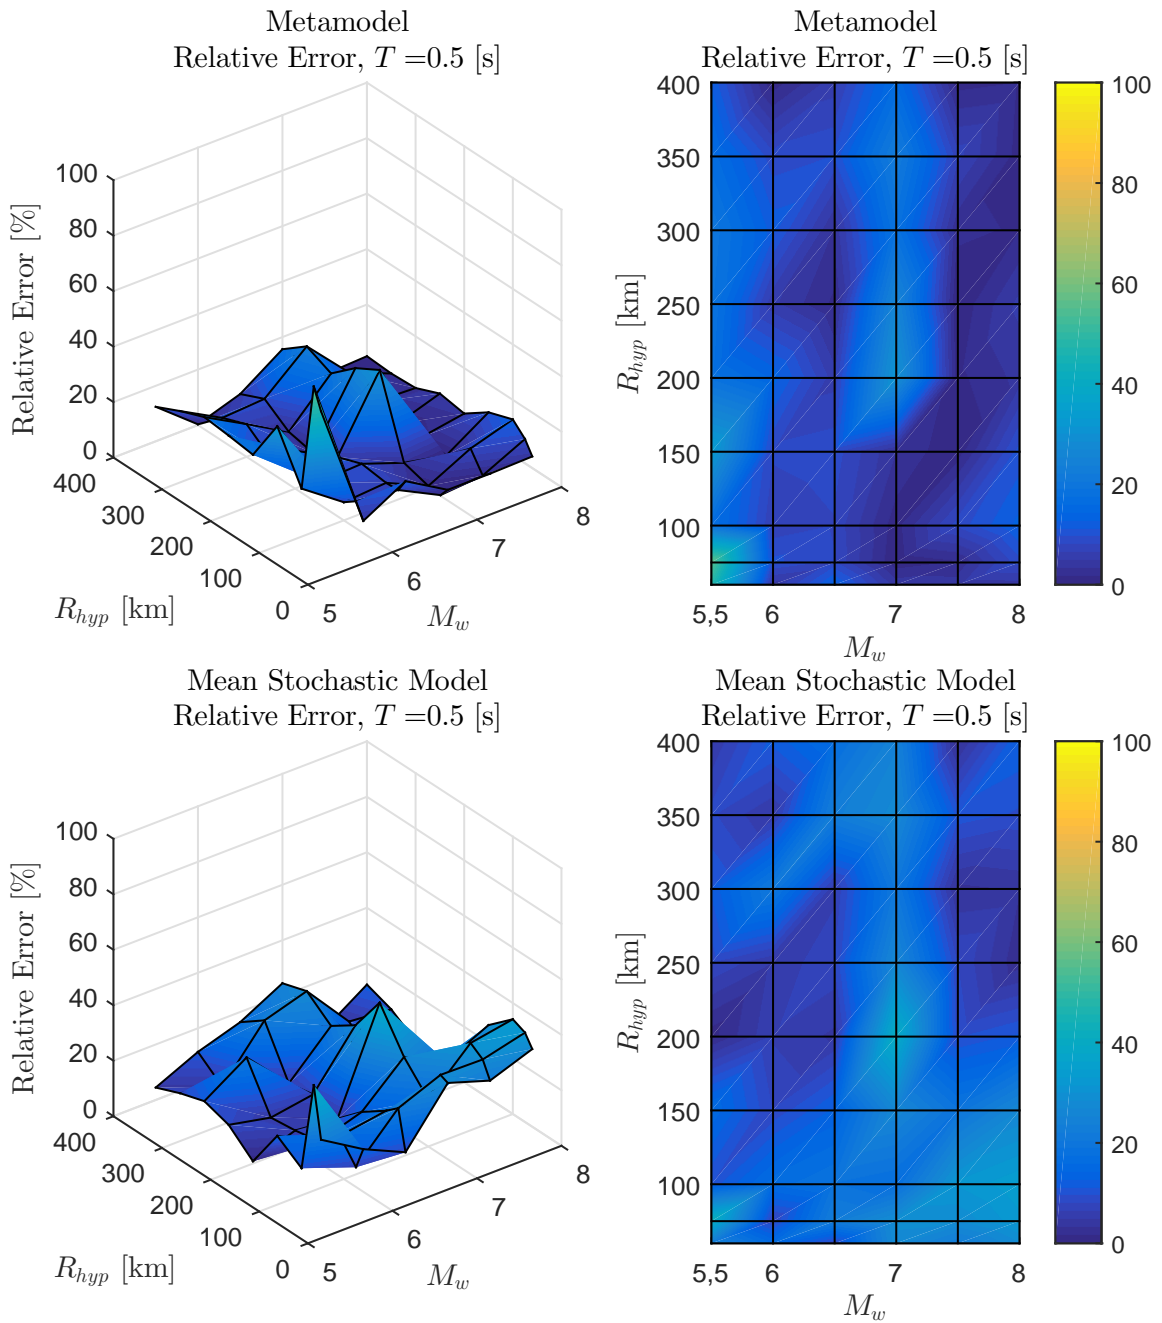 Metamodel
Relative Error, T =0.5 [s]
100
80
60
40
20
0
Relative Error [%]
400
300
200
100
0
R_hyp [km]
5
6
7
8
M_w
Metamodel
Relative Error, T =0.5 [s]
400
350
300
250
200
150
100
R_hyp [km]
5,5 6 7 8
M_w
100
80
60
40
20
0
Mean Stochastic Model
Relative Error, T =0.5 [s]
100
80
60
40
20
0
Relative Error [%]
400
300
200
100
0
R_hyp [km]
5
6
7
8
M_w
Mean Stochastic Model
Relative Error, T =0.5 [s]
400
350
300
250
200
150
100
R_hyp [km]
5,5 6 7 8
M_w
100
80
60
40
20
0